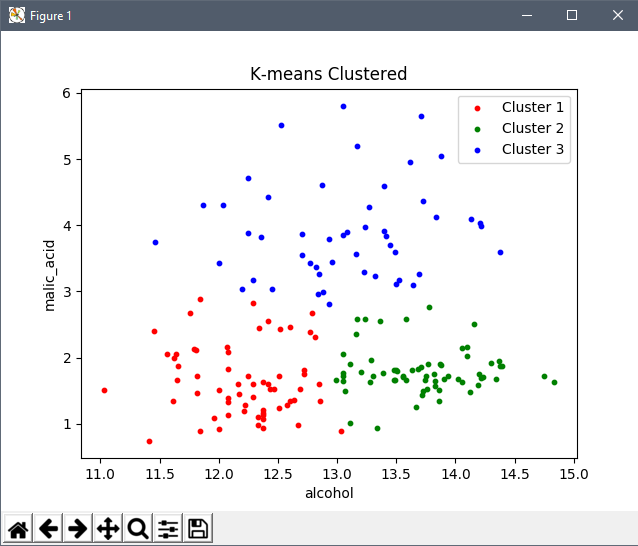 Figure 1
K-means Clustered
Cluster 1
Cluster 2
Cluster 3
6
5
4
3
2
1
malic_acid
11.0 11.5 12.0 12.5 13.0 13.5 14.0 14.5 15.0
alcohol